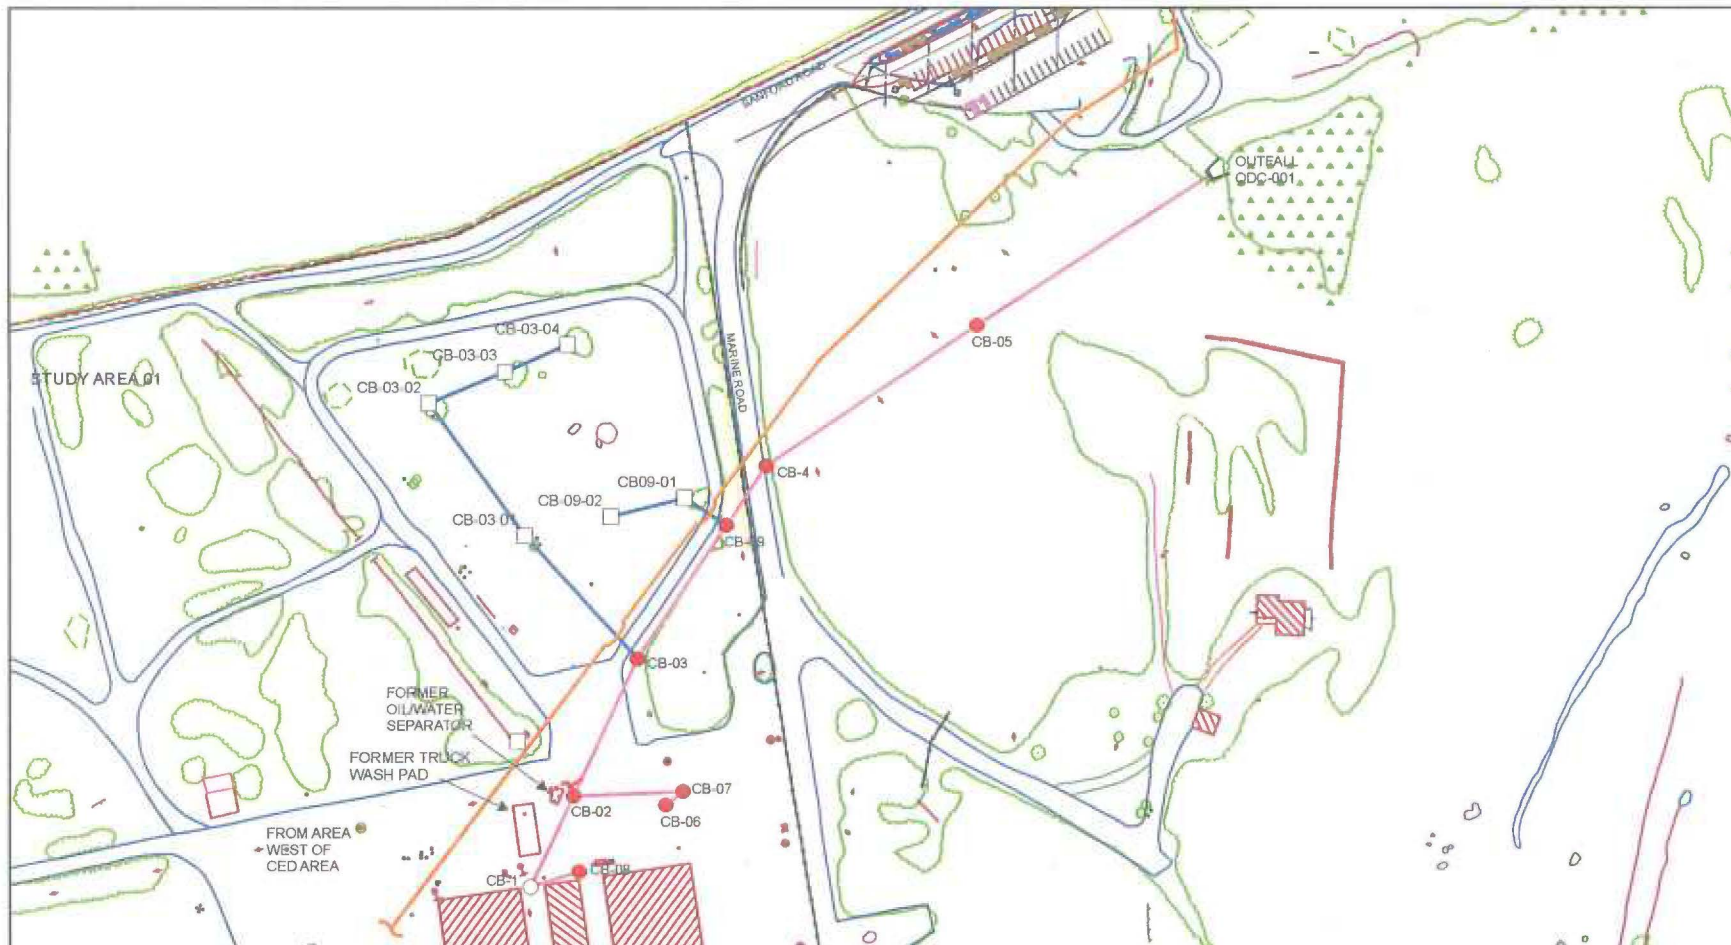 SANFORD ROAD
OUTEALL
ODC-001
CB-03-04
MARINE ROAD
CB-05
CB-03-03
STUDY AREA 01
CB-03-02
CB-4
CB09-01
CB-09-02
CB-03-01
CB-09
CB-03
FORMER
OIL/WATER
SEPARATOR
FORMER TRUCK
WASH PAD
CB-07
CB-02
CB-06
FROM AREA
WEST OF
CED AREA
CB-1
CB-08